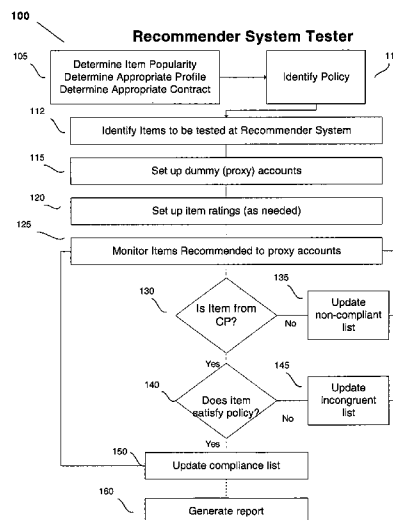 100
Recommender System Tester
105
Determine Item Popularity
Determine Appropriate Profile
Determine Appropriate Contract
11
Identify Policy
112
Identify Items to be tested at Recommender System
115
Set up dummy (proxy) accounts
120
Set up item ratings (as needed)
125
Monitor Items Recommended to proxy accounts
130
Is Item from
CP?
No
135
Update
non-compliant
list
Yes
140
Does item
satisfy policy?
No
145
Update
incongruent
list
Yes
150
Update compliance list
160
Generate report